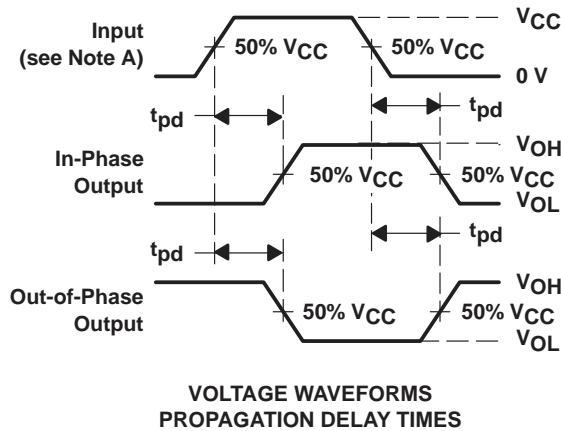 Input
(see Note A)
50% VCC
50% VCC
VCC
0 V
tpd
tpd
In-Phase
Output
50% VCC
VOH
50% VCC
VOL
tpd
tpd
Out-of-Phase
Output
50% VCC
VOH
50% VCC
VOL
VOLTAGE WAVEFORMS
PROPAGATION DELAY TIMES